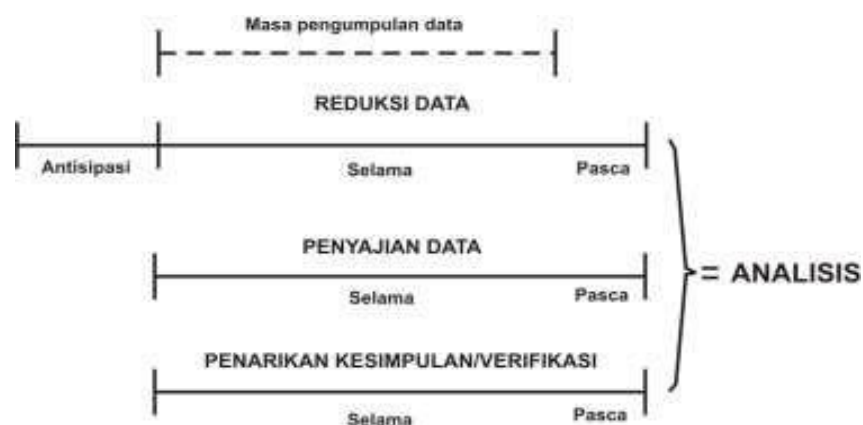 Masa pengumpulan data
REDUKSI DATA
Antisipasi Selama Pasca
PENYAJIAN DATA
Selama Pasca
= ANALISIS
PENARIKAN KESIMPULAN/VERIFIKASI
Selama Pasca